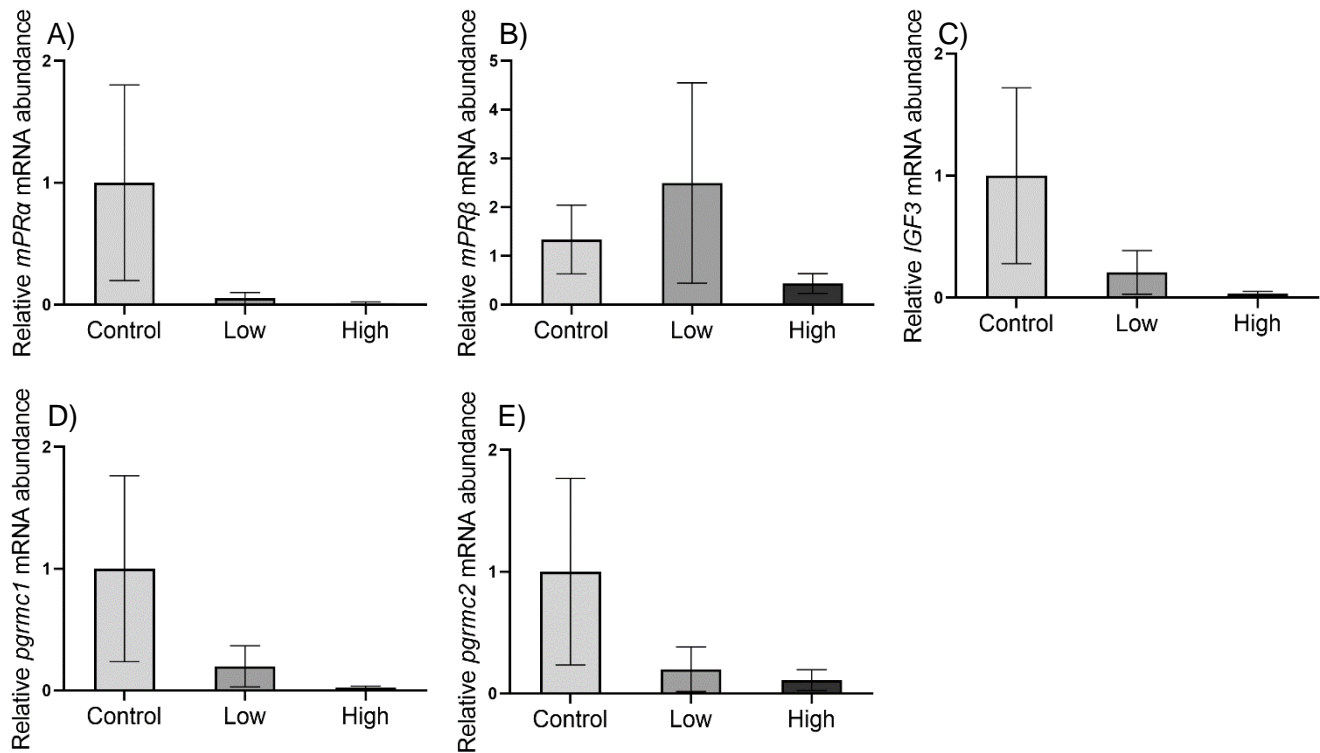 A)
Relative mPRα mRNA abundance
2
1
0
Control Low High
B)
Relative mPRβ mRNA abundance
5
4
3
2
1
0
Control Low High
C)
Relative IGF3 mRNA abundance
2
1
0
Control Low High
D)
Relative pgrmc1 mRNA abundance
2
1
0
Control Low High
E)
Relative pgrmc2 mRNA abundance
2
1
0
Control Low High